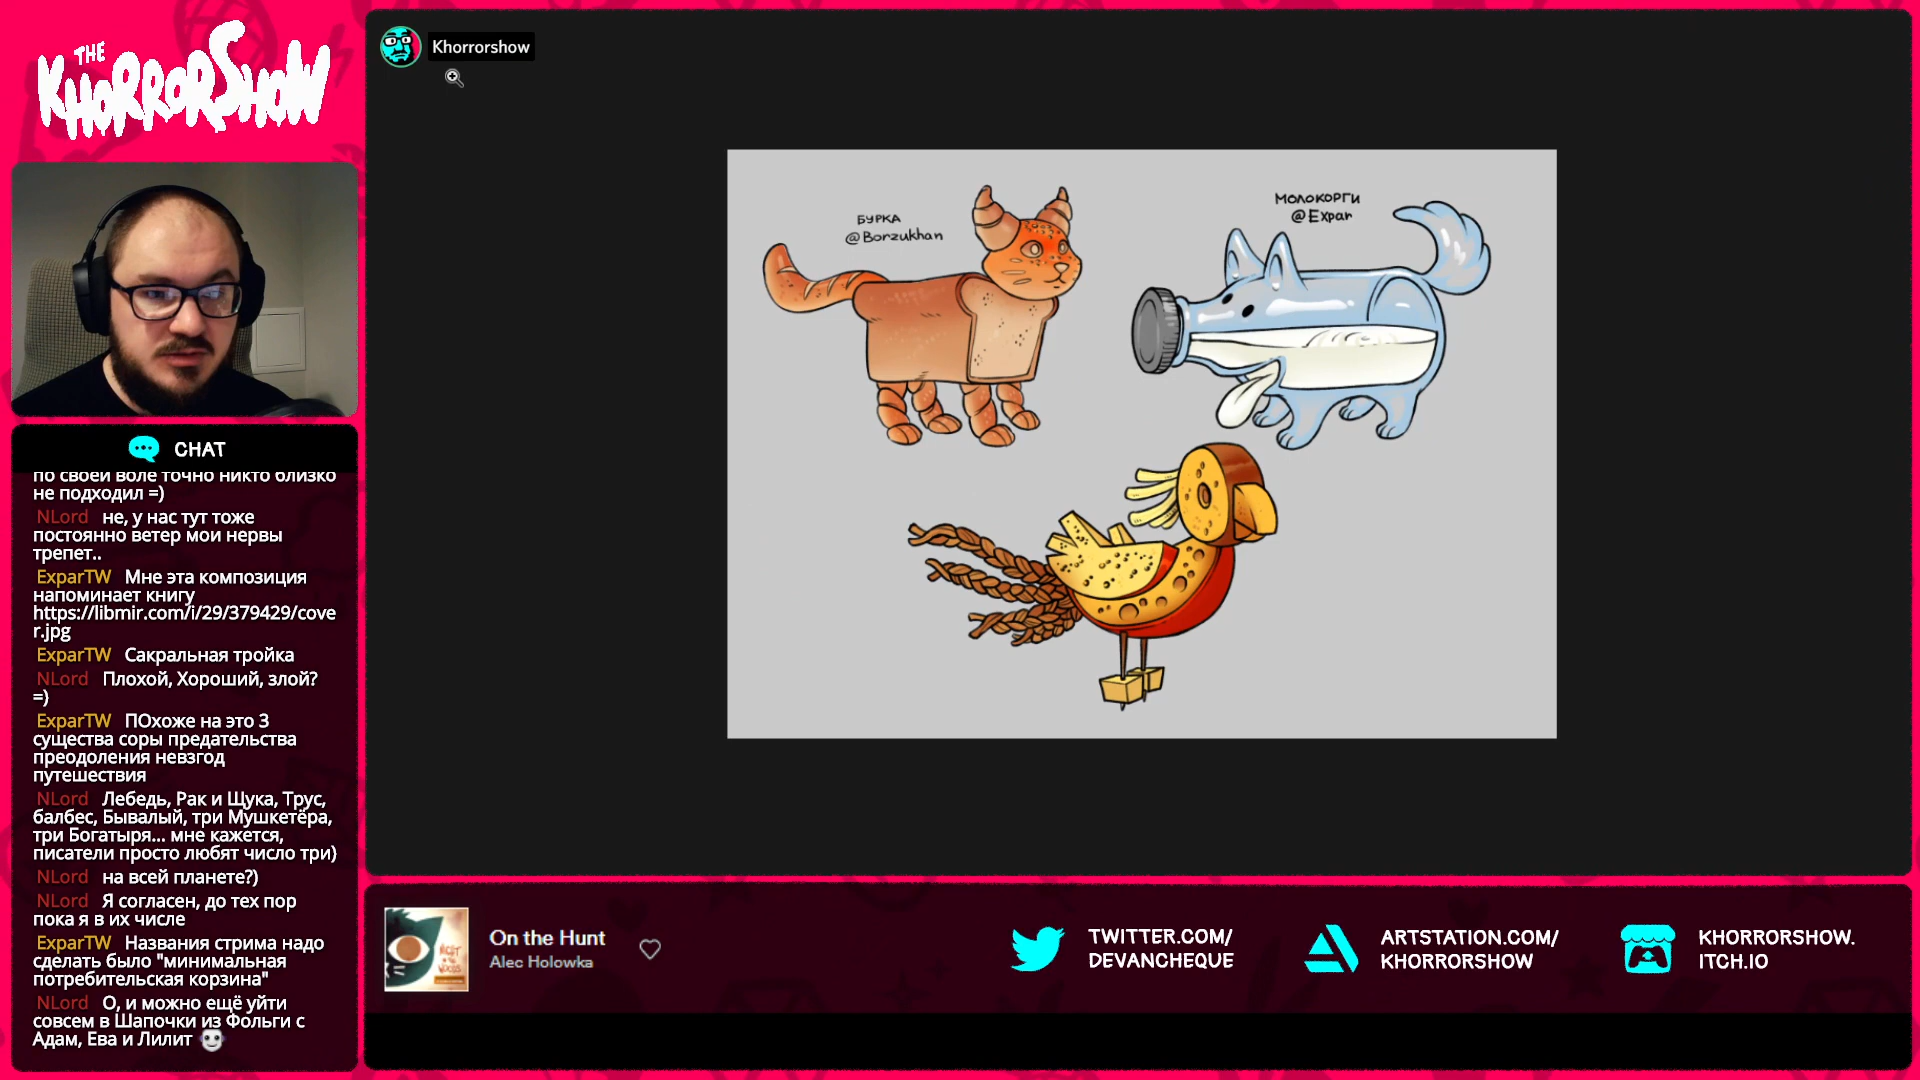 THE
KHORRORSHOW
Khorrorshow
БУРКА
@Borzukhan
МОЛОКОРГИ
@Expar
CHAT
по своей воле точно никто близко
не подходил =)
NLord не, у нас тут тоже
постоянно ветер мои нервы
трепет..
ExparTW Мне эта композиция
напоминает книгу
https://libmir.com/i/29/379429/cove
r.jpg
ExparTW Сакральная тройка
NLord Плохой, Хороший, злой?
=)
ExparTW ПОхоже на это 3
существа соры предательства
преодоления невзгод
путешествия
NLord Лебедь, Рак и Щука, Трус,
балбес, Бывалый, три Мушкетёра,
три Богатыря... мне кажется,
писатели просто любят число три)
NLord на всей планете?)
NLord Я согласен, до тех пор
пока я в их числе
ExparTW Названия стрима надо
сделать было "минимальная
потребительская корзина"
NLord О, и можно ещё уйти
совсем в Шапочки из Фольги с
Адам, Ева и Лилит
NIGHT
IN THE
WOODS
On the Hunt
Alec Holowka
TWITTER.COM/
DEVANCHEQUE
ARTSTATION.COM/
KHORRORSHOW
KHORRORSHOW.
ITCH.IO